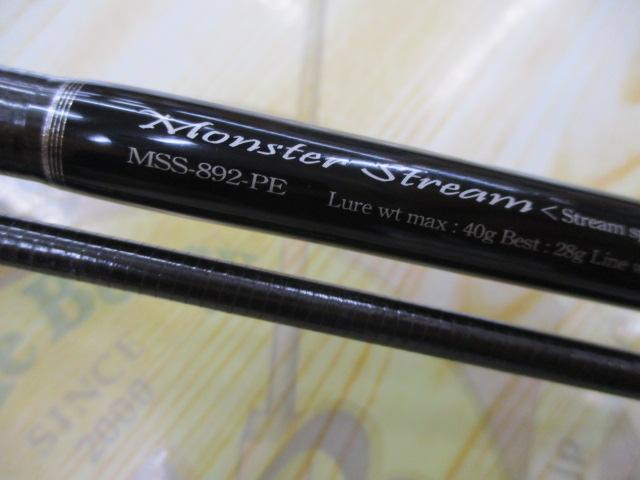 Monster Stream < Stream
MSS-892-PE
Lure wt max : 40g Best : 28g Line
SINCE
2000